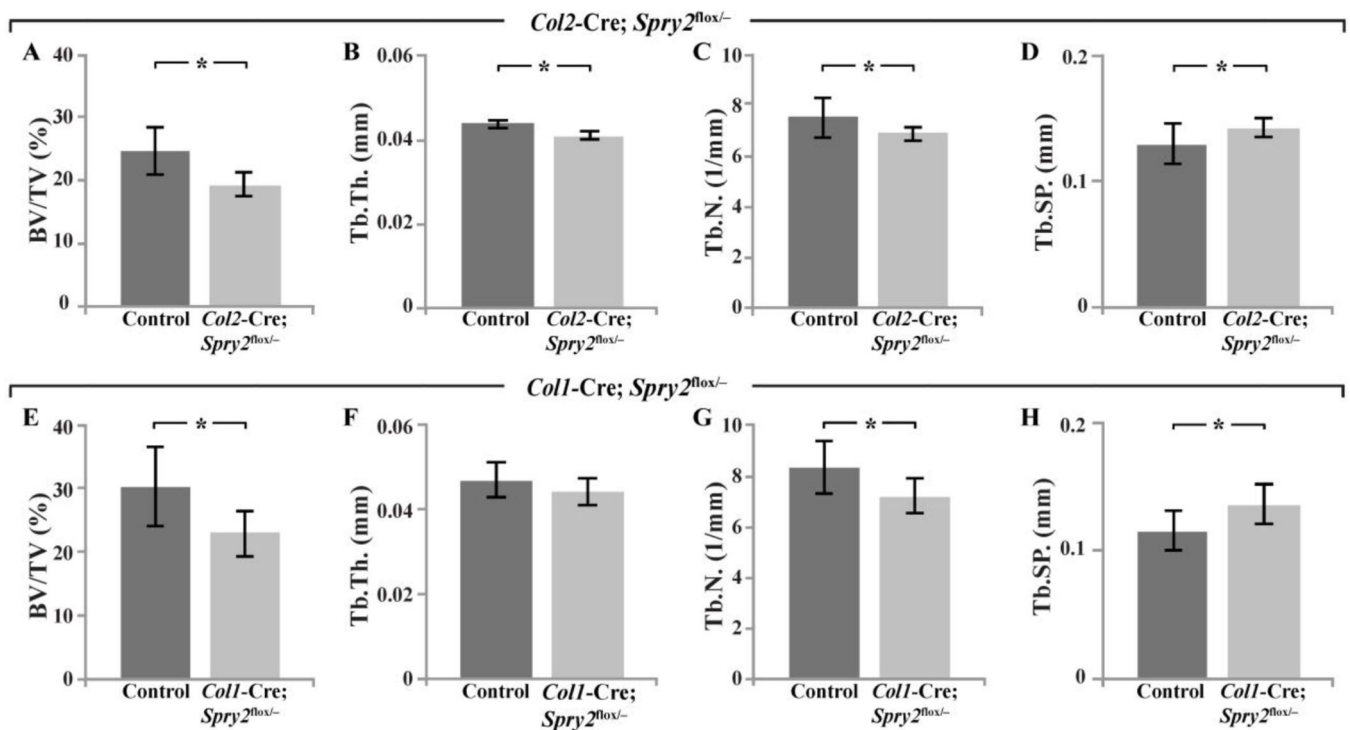 Col2-Cre; Spry2flox/–
A
BV/TV (%)
40
30
20
10
0
*
Control
Col2-Cre;
Spry2flox/–
B
Tb.Th. (mm)
0.06
0.04
0.02
0
*
Control
Col2-Cre;
Spry2flox/–
C
Tb.N. (1/mm)
10
8
6
4
2
0
*
Control
Col2-Cre;
Spry2flox/–
D
Tb.SP. (mm)
0.2
0.1
0
*
Control
Col2-Cre;
Spry2flox/–
Col1-Cre; Spry2flox/–
E
BV/TV (%)
40
30
20
10
0
*
Control
Col1-Cre;
Spry2flox/–
F
Tb.Th. (mm)
0.06
0.04
0.02
0
Control
Col1-Cre;
Spry2flox/–
G
Tb.N. (1/mm)
10
8
6
4
2
0
*
Control
Col1-Cre;
Spry2flox/–
H
Tb.SP. (mm)
0.2
0.1
0
*
Control
Col1-Cre;
Spry2flox/–